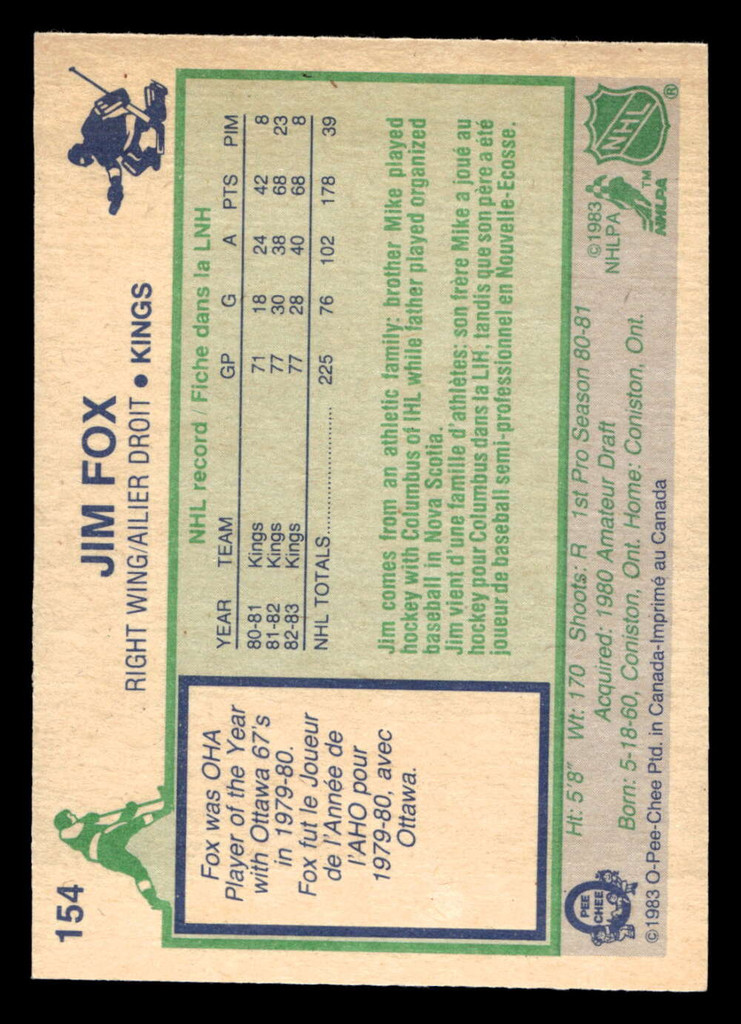 154
JIM FOX
RIGHT WING/AILIER DROIT • KINGS
Fox was OHA
Player of the Year
with Ottawa 67's
in 1979-80.
Fox fut le Joueur
de l'Année de
l'AHO pour
1979-80, avec
Ottawa.
NHL record / Fiche dans la LNH
YEAR TEAM GP G A PTS PIM
80-81 Kings 71 18 24 42 8
81-82 Kings 77 30 38 68 23
82-83 Kings 77 28 40 68 8
NHL TOTALS.................... 225 76 102 178 39
Jim comes from an athletic family: brother Mike played
hockey with Columbus of IHL while father played organized
baseball in Nova Scotia.
Jim vient d'une famille d'athlètes: son frère Mike a joué au
hockey pour Columbus dans la LIH, tandis que son père a été
joueur de baseball semi-professionnel en Nouvelle-Ecosse.
Ht: 5'8" Wt: 170 Shoots: R 1st Pro Season 80-81
Acquired: 1980 Amateur Draft
Born: 5-18-60, Coniston, Ont. Home: Coniston, Ont.
PEE
CHEE
©1983 O-Pee-Chee Ptd. in Canada-Imprimé au Canada
©1983
NHLPA
TM
NHLPA
NHL
®